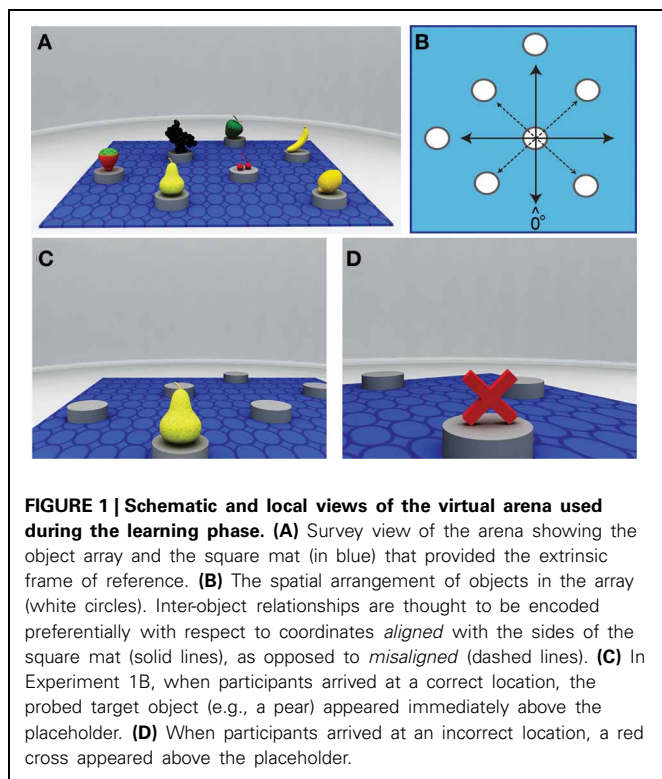 A
B
0°
C
D
FIGURE 1 | Schematic and local views of the virtual arena used
during the learning phase. (A) Survey view of the arena showing the
object array and the square mat (in blue) that provided the extrinsic
frame of reference. (B) The spatial arrangement of objects in the array
(white circles). Inter-object relationships are thought to be encoded
preferentially with respect to coordinates aligned with the sides of the
square mat (solid lines), as opposed to misaligned (dashed lines). (C) In
Experiment 1B, when participants arrived at a correct location, the
probed target object (e.g., a pear) appeared immediately above the
placeholder. (D) When participants arrived at an incorrect location, a red
cross appeared above the placeholder.